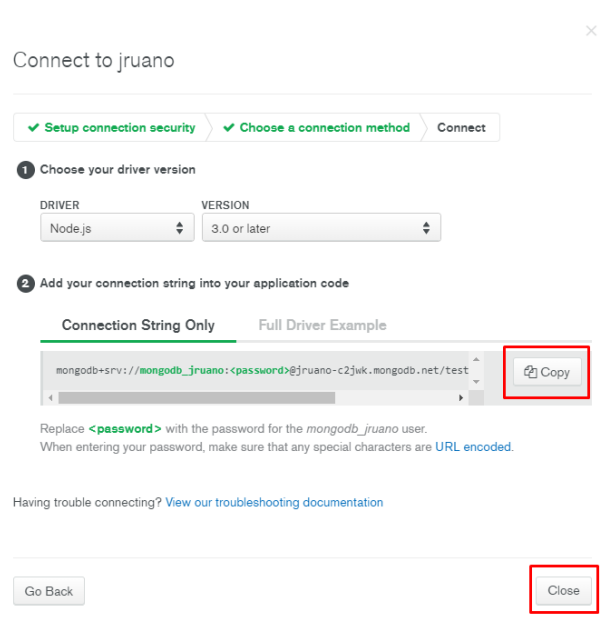 Connect to jruano
Setup connection security
Choose a connection method
Connect
1 Choose your driver version
DRIVER
VERSION
Node.js
3.0 or later
2 Add your connection string into your application code
Connection String Only
Full Driver Example
mongodb+srv://mongodb_jruano:<password>@jruano-c2jwk.mongodb.net/test
Copy
Replace <password> with the password for the mongodb_jruano user.
When entering your password, make sure that any special characters are URL encoded.
Having trouble connecting? View our troubleshooting documentation
Go Back
Close